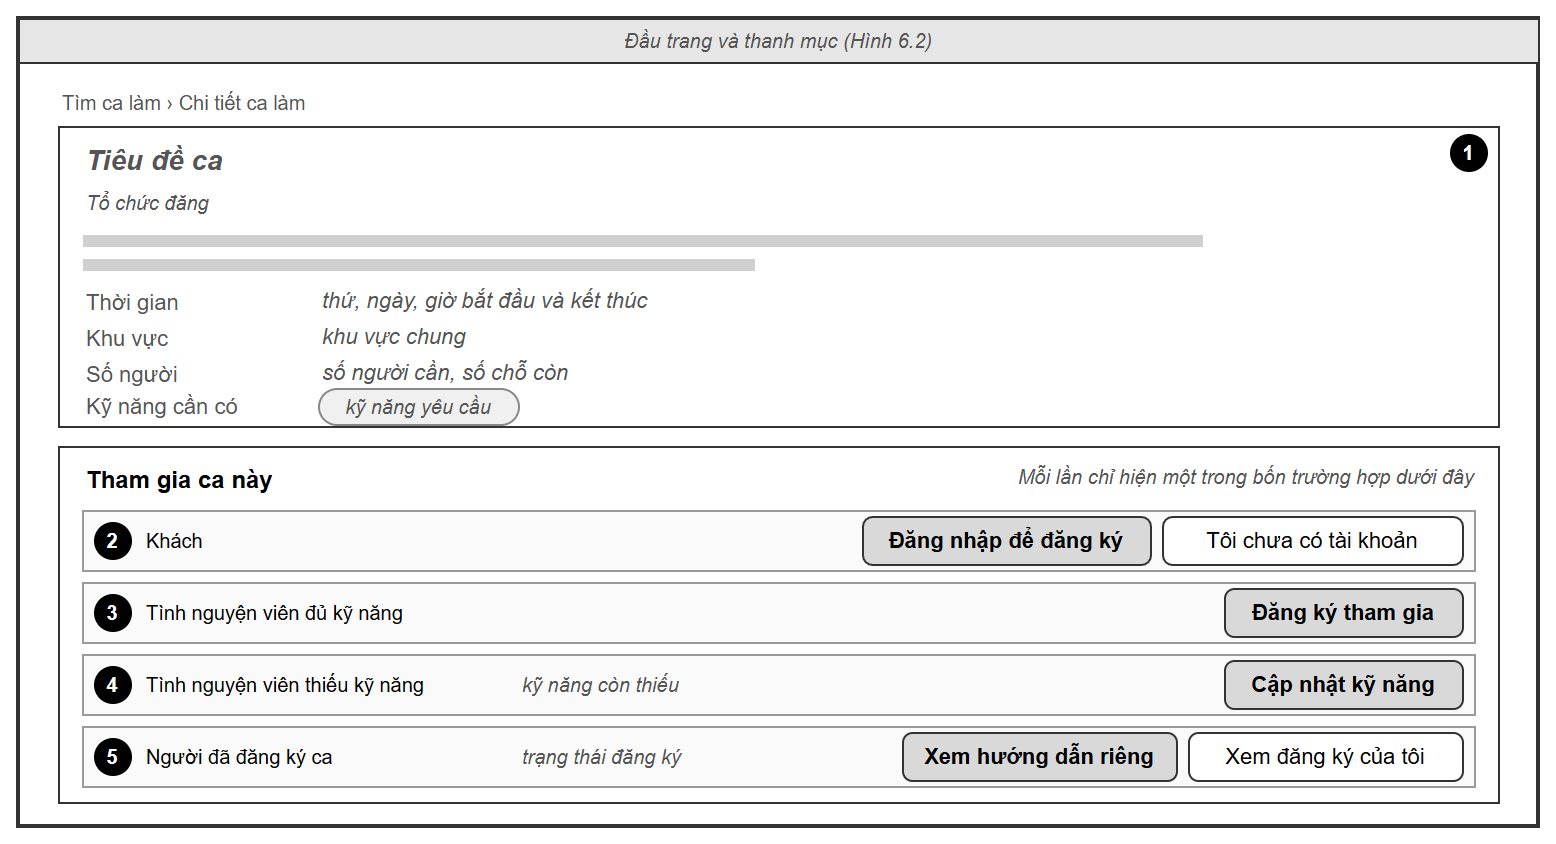 Đầu trang và thanh mục (Hình 6.2)
Tìm ca làm › Chi tiết ca làm
Tiêu đề ca
1
Tổ chức đăng
Thời gian thứ, ngày, giờ bắt đầu và kết thúc
Khu vực khu vực chung
Số người số người cần, số chỗ còn
Kỹ năng cần có kỹ năng yêu cầu
Tham gia ca này Mỗi lần chỉ hiện một trong bốn trường hợp dưới đây
2 Khách Đăng nhập để đăng ký Tôi chưa có tài khoản
3 Tình nguyện viên đủ kỹ năng Đăng ký tham gia
4 Tình nguyện viên thiếu kỹ năng kỹ năng còn thiếu Cập nhật kỹ năng
5 Người đã đăng ký ca trạng thái đăng ký Xem hướng dẫn riêng Xem đăng ký của tôi